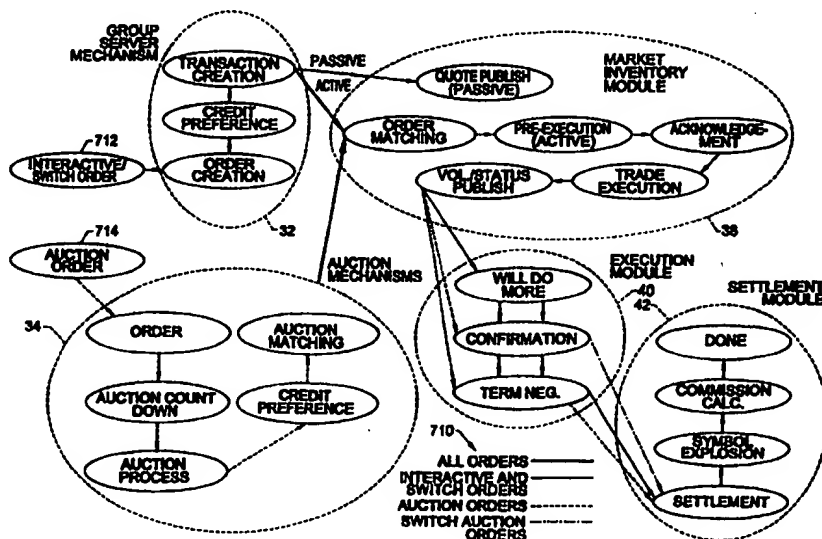 GROUP
SERVER
MECHANISM
TRANSACTION
CREATION
CREDIT
PREFERENCE
ORDER
CREATION
712
INTERACTIVE/
SWITCH ORDER
32
PASSIVE
ACTIVE
MARKET
INVENTORY
MODULE
QUOTE PUBLISH
(PASSIVE)
ORDER
MATCHING
PRE-EXECUTION
(ACTIVE)
ACKNOWLEDGE-
MENT
VOL./STATUS
PUBLISH
TRADE
EXECUTION
38
714
AUCTION
ORDER
AUCTION
MECHANISMS
34
ORDER
AUCTION
MATCHING
AUCTION COUNT
DOWN
CREDIT
PREFERENCE
AUCTION
PROCESS
EXECUTION
MODULE
40
WILL DO
MORE
CONFIRMATION
TERM NEG.
SETTLEMENT
MODULE
42
DONE
COMMISSION
CALC.
SYMBOL
EXPLOSION
SETTLEMENT
710
ALL ORDERS
INTERACTIVE AND
SWITCH ORDERS
AUCTION ORDERS
SWITCH AUCTION
ORDERS